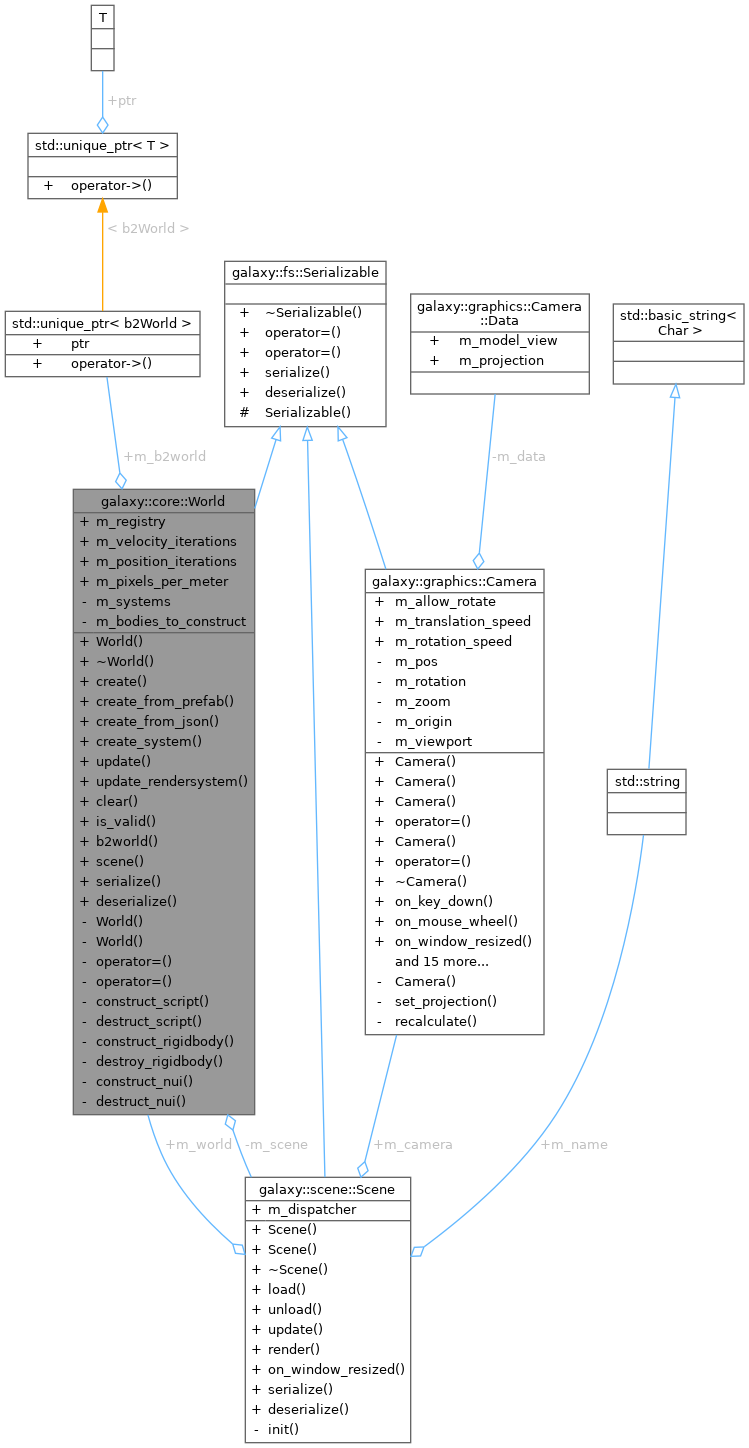 T
+ptr
std::unique_ptr< T >
+ operator->()
< b2World >
std::unique_ptr< b2World >
+ ptr
+ operator->()
galaxy::fs::Serializable
+ ~Serializable()
+ operator=()
+ operator=()
+ serialize()
+ deserialize()
# Serializable()
galaxy::graphics::Camera
::Data
+ m_model_view
+ m_projection
std::basic_string<
Char >
+m_b2world
-m_data
galaxy::core::World
+ m_registry
+ m_velocity_iterations
+ m_position_iterations
+ m_pixels_per_meter
- m_systems
- m_bodies_to_construct
+ World()
+ ~World()
+ create()
+ create_from_prefab()
+ create_from_json()
+ create_system()
+ update()
+ update_rendersystem()
+ clear()
+ is_valid()
+ b2world()
+ scene()
+ serialize()
+ deserialize()
- World()
- World()
- operator=()
- operator=()
- construct_script()
- destruct_script()
- construct_rigidbody()
- destroy_rigidbody()
- construct_nui()
- destruct_nui()
galaxy::graphics::Camera
+ m_allow_rotate
+ m_translation_speed
+ m_rotation_speed
- m_pos
- m_rotation
- m_zoom
- m_origin
- m_viewport
+ Camera()
+ Camera()
+ Camera()
+ operator=()
+ Camera()
+ operator=()
+ ~Camera()
+ on_key_down()
+ on_mouse_wheel()
+ on_window_resized()
and 15 more...
- Camera()
- set_projection()
- recalculate()
std::string
+m_world
-m_scene
+m_camera
+m_name
galaxy::scene::Scene
+ m_dispatcher
+ Scene()
+ Scene()
+ ~Scene()
+ load()
+ unload()
+ update()
+ render()
+ on_window_resized()
+ serialize()
+ deserialize()
- init()